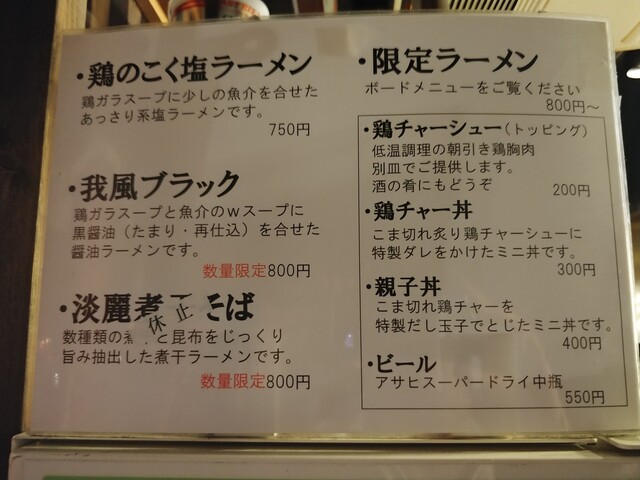 ・鶏のこく塩ラーメン
鶏ガラスープに少しの魚介を合せた
あっさり系塩ラーメンです。
750円
・我風ブラック
鶏ガラスープと魚介のwスープに
黒醤油（たまり・再仕込）を合せた
醤油ラーメンです。
数量限定800円
・淡麗煮 そば
休止
数種類の と昆布をじっくり
旨み抽出した煮干ラーメンです。
数量限定800円
・限定ラーメン
ボードメニューをご覧ください
800円～
・鶏チャーシュー（トッピング）
低温調理の朝引き鶏胸肉
別皿でご提供します。
酒の肴にもどうぞ
200円
・鶏チャー丼
こま切れ炙り鶏チャーシューに
特製ダレをかけたミニ丼です。
300円
・親子丼
こま切れ鶏チャーを
特製だし玉子でとじたミニ丼です。
400円
・ビール
アサヒスーパードライ中瓶
550円